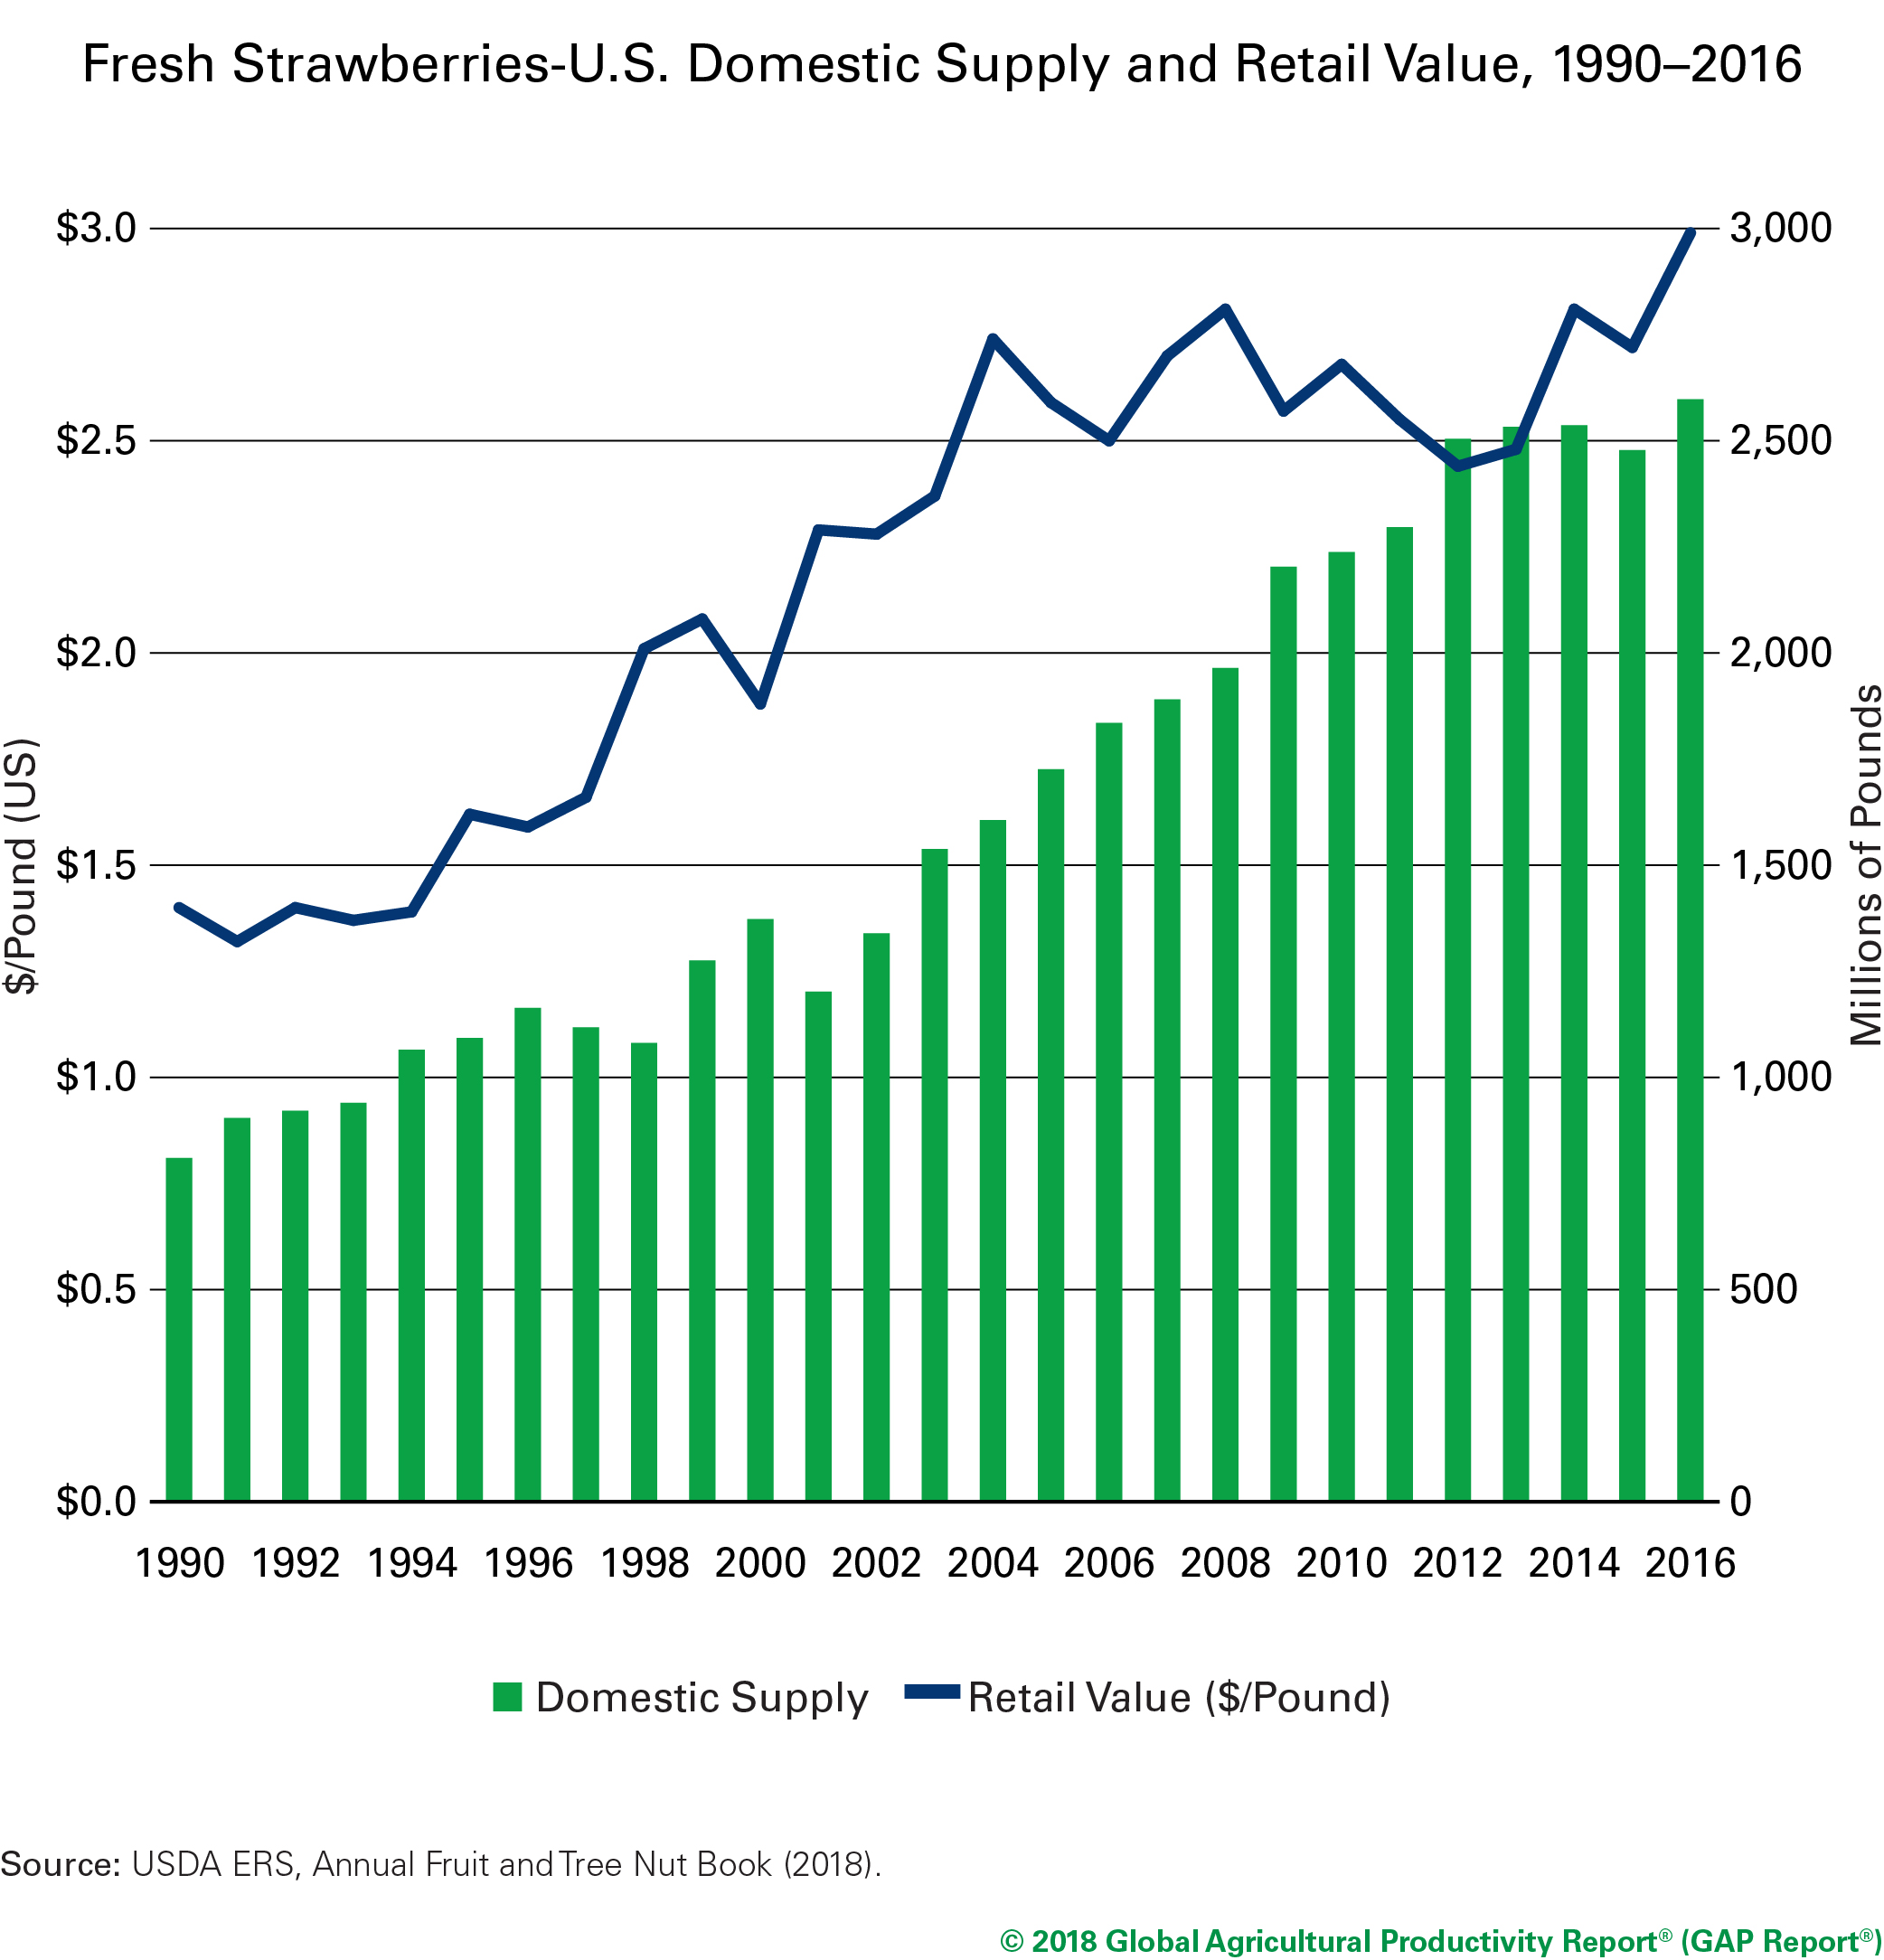 Fresh Strawberries-U.S. Domestic Supply and Retail Value, 1990–2016
$/Pound (US)
$3.0
$2.5
$2.0
$1.5
$1.0
$0.5
$0.0
3,000
2,500
2,000
1,500
1,000
500
0
Millions of Pounds
1990 1992 1994 1996 1998 2000 2002 2004 2006 2008 2010 2012 2014 2016
Domestic Supply Retail Value ($/Pound)
Source: USDA ERS, Annual Fruit and Tree Nut Book (2018).
© 2018 Global Agricultural Productivity Report® (GAP Report®)